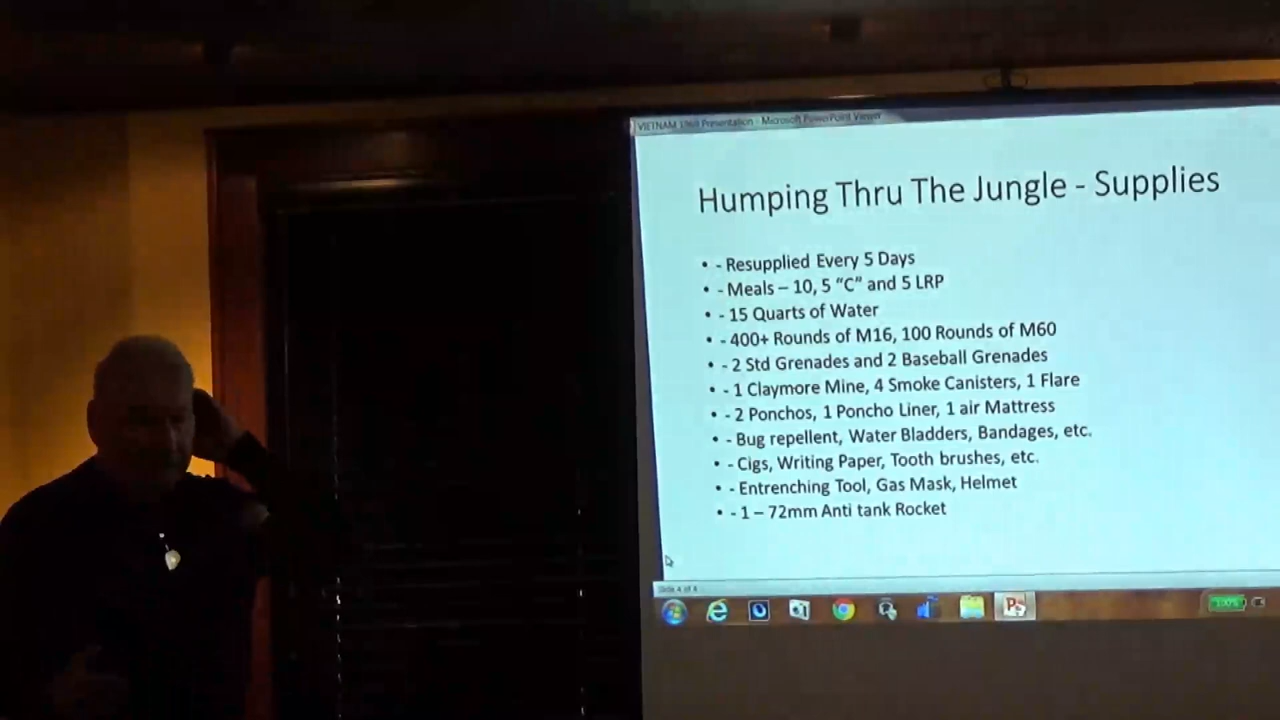 VIETNAM 1968 Presentation - Microsoft PowerPoint Viewer
Humping Thru The Jungle - Supplies
• - Resupplied Every 5 Days
• - Meals – 10, 5 “C” and 5 LRP
• - 15 Quarts of Water
• - 400+ Rounds of M16, 100 Rounds of M60
• - 2 Std Grenades and 2 Baseball Grenades
• - 1 Claymore Mine, 4 Smoke Canisters, 1 Flare
• - 2 Ponchos, 1 Poncho Liner, 1 air Mattress
• - Bug repellent, Water Bladders, Bandages, etc.
• - Cigs, Writing Paper, Tooth brushes, etc.
• - Entrenching Tool, Gas Mask, Helmet
• - 1 – 72mm Anti tank Rocket
Slide 4 of
100%